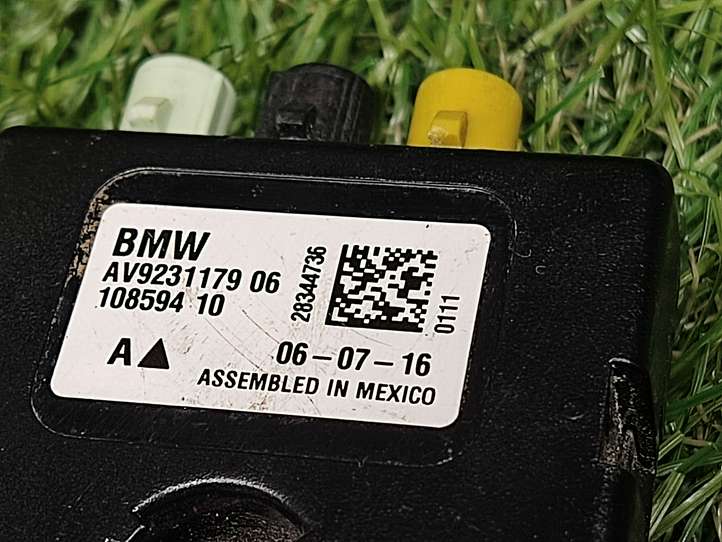 BMW
AV9231179 06
108594 10
28344736
0111
A▲
06-07-16
ASSEMBLED IN MEXICO